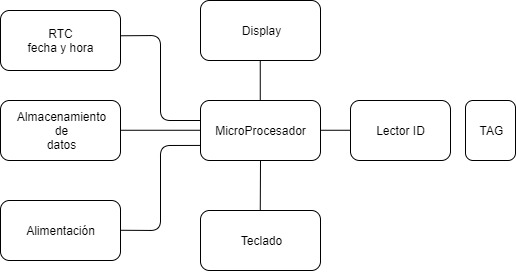 RTC
fecha y hora
Display
Almacenamiento
de
datos
MicroProcesador
Lector ID
TAG
Alimentación
Teclado